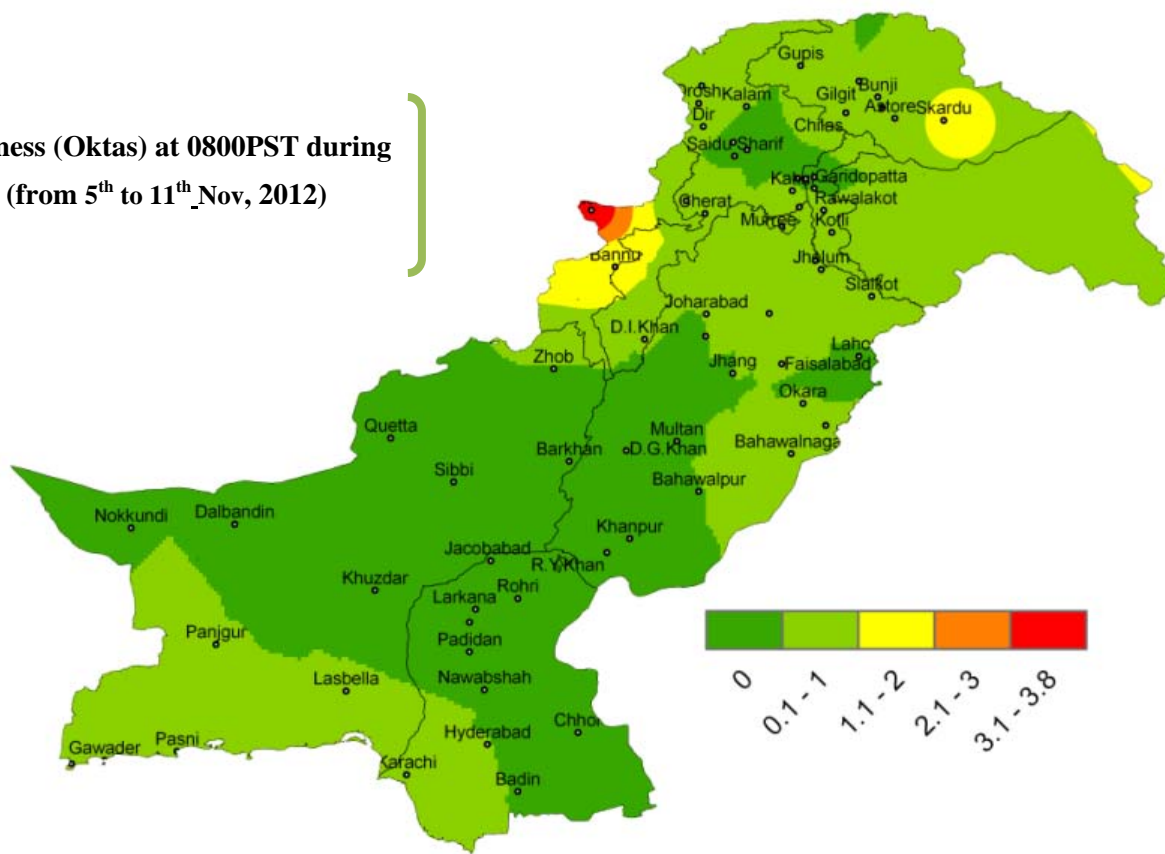 ness (Oktas) at 0800PST during
(from 5th to 11th Nov, 2012)
Gupis
Bunji
Drosh
Kalam
Gilgit
Astore
Skardu
Dir
Chilas
Saidu Sharif
Garidopatta
Rawalakot
Cherat
Murree
Kotli
Bannu
Jhelum
Sialkot
Joharabad
D.I.Khan
Zhob
Jhang
Faisalabad
Okara
Quetta
Multan
Barkhan
D.G.Khan
Bahawalnaga
Sibbi
Bahawalpur
Nokkundi
Dalbandin
Khanpur
Jacobabad
R.Y.Khan
Khuzdar
Rohri
Larkana
Panjgur
Padidan
Lasbella
Nawabshah
Chhor
Hyderabad
Gawader
Pasni
Karachi
Badin
0
0.1 - 1
1.1 - 2
2.1 - 3
3.1 - 3.8